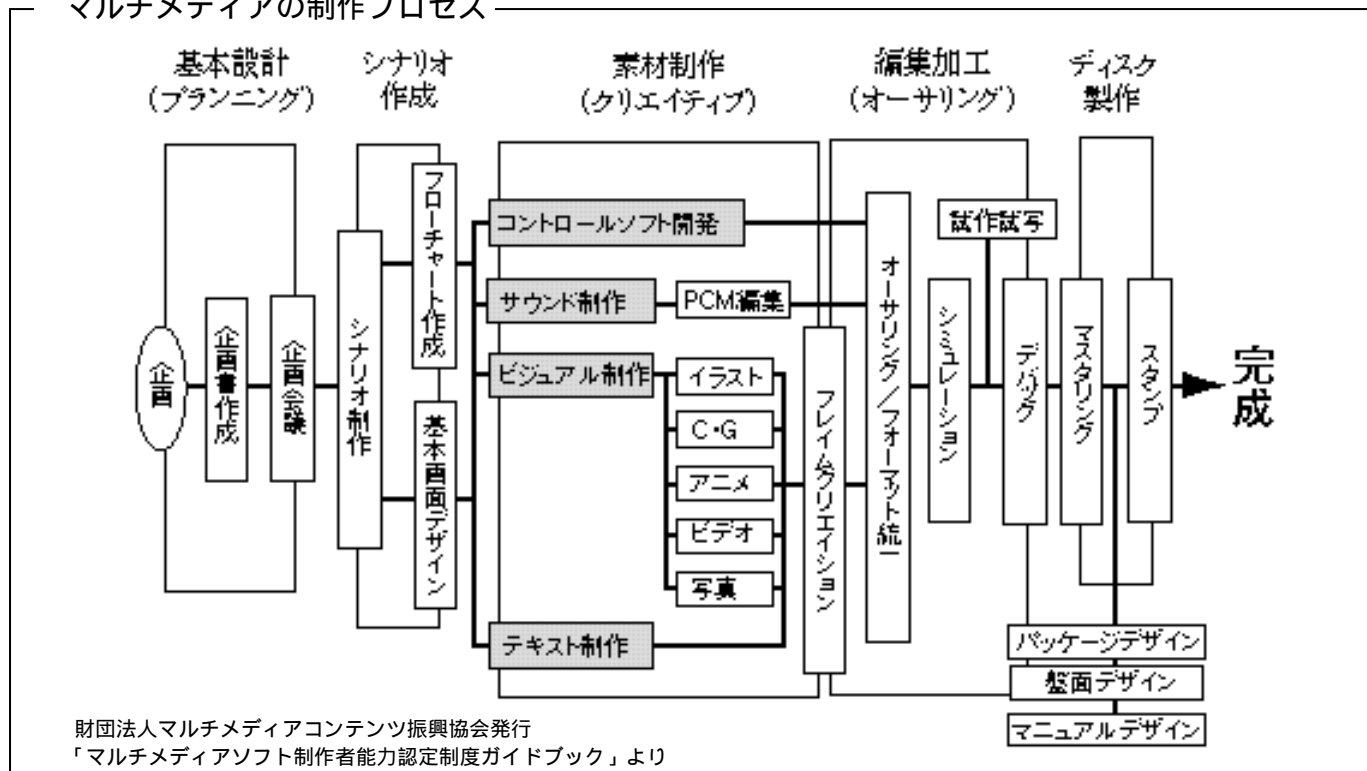 マルチメディアの制作プロセス
基本設計
(プランニング)
シナリオ
作成
素材制作
(クリエイティブ)
編集加工
(オーサリング)
ディスク
製作
企画
企画書作成
企画会議
シナリオ制作
フローチャート作成
基本画面デザイン
コントロールソフト開発
サウンド制作
PCM編集
ビジュアル制作
イラスト
C・G
アニメ
ビデオ
写真
テキスト制作
フレイムクリエイション
オーサリング/フォーマット統一
シミュレーション
試作試写
デバッグ
マスタリング
スタンプ
完成
パッケージデザイン
盤面デザイン
マニュアルデザイン
財団法人マルチメディアコンテンツ振興協会発行
「マルチメディアソフト制作者能力認定制度ガイドブック」より